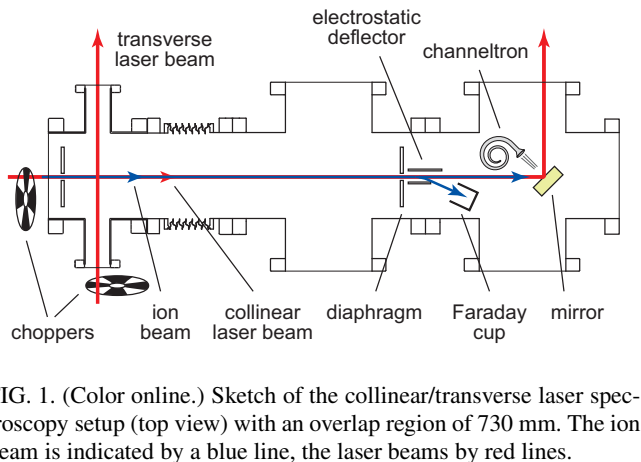 transverse
laser beam
electrostatic
deflector
channeltron
choppers
ion
beam
collinear
laser beam
diaphragm
Faraday
cup
mirror
IG. 1. (Color online.) Sketch of the collinear/transverse laser spec-
roscopy setup (top view) with an overlap region of 730 mm. The ion
eam is indicated by a blue line, the laser beams by red lines.